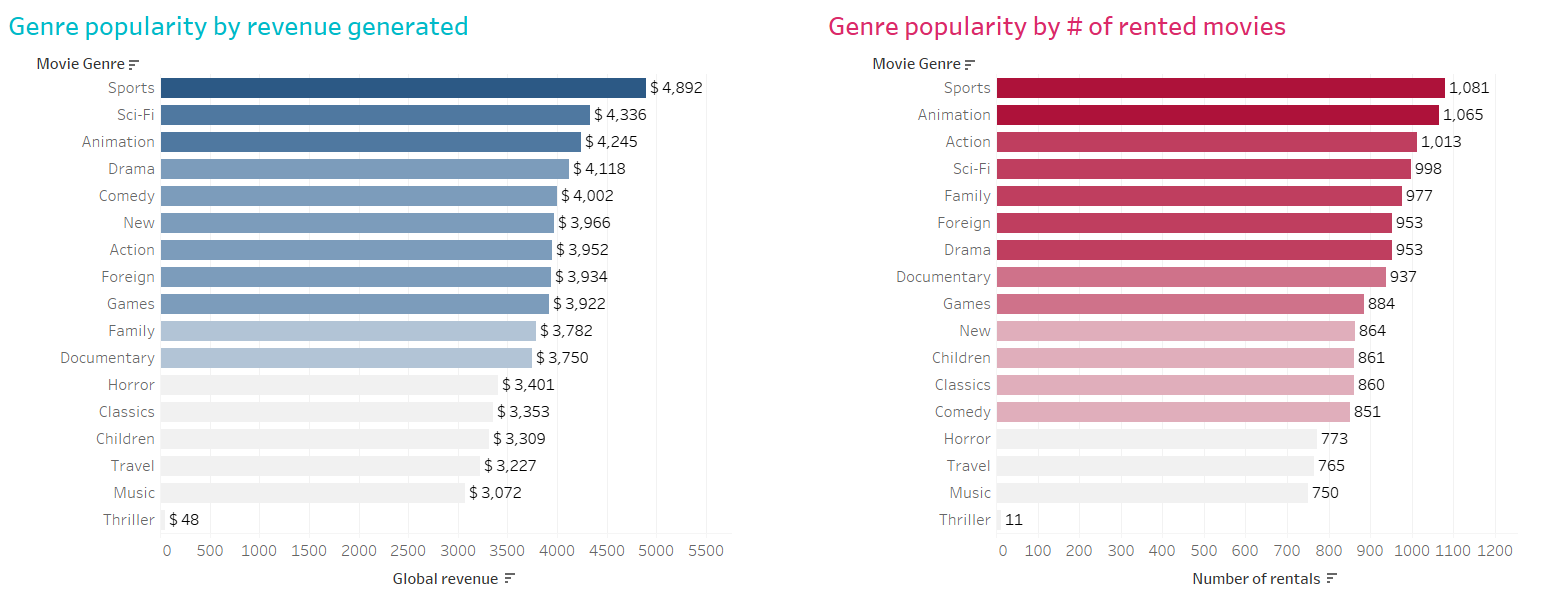 Genre popularity by revenue generated
Movie Genre
Sports $ 4,892
Sci-Fi $ 4,336
Animation $ 4,245
Drama $ 4,118
Comedy $ 4,002
New $ 3,966
Action $ 3,952
Foreign $ 3,934
Games $ 3,922
Family $ 3,782
Documentary $ 3,750
Horror $ 3,401
Classics $ 3,353
Children $ 3,309
Travel $ 3,227
Music $ 3,072
Thriller $ 48
0 500 1000 1500 2000 2500 3000 3500 4000 4500 5000 5500
Global revenue
Genre popularity by # of rented movies
Movie Genre
Sports 1,081
Animation 1,065
Action 1,013
Sci-Fi 998
Family 977
Foreign 953
Drama 953
Documentary 937
Games 884
New 864
Children 861
Classics 860
Comedy 851
Horror 773
Travel 765
Music 750
Thriller 11
0 100 200 300 400 500 600 700 800 900 1000 1100 1200
Number of rentals